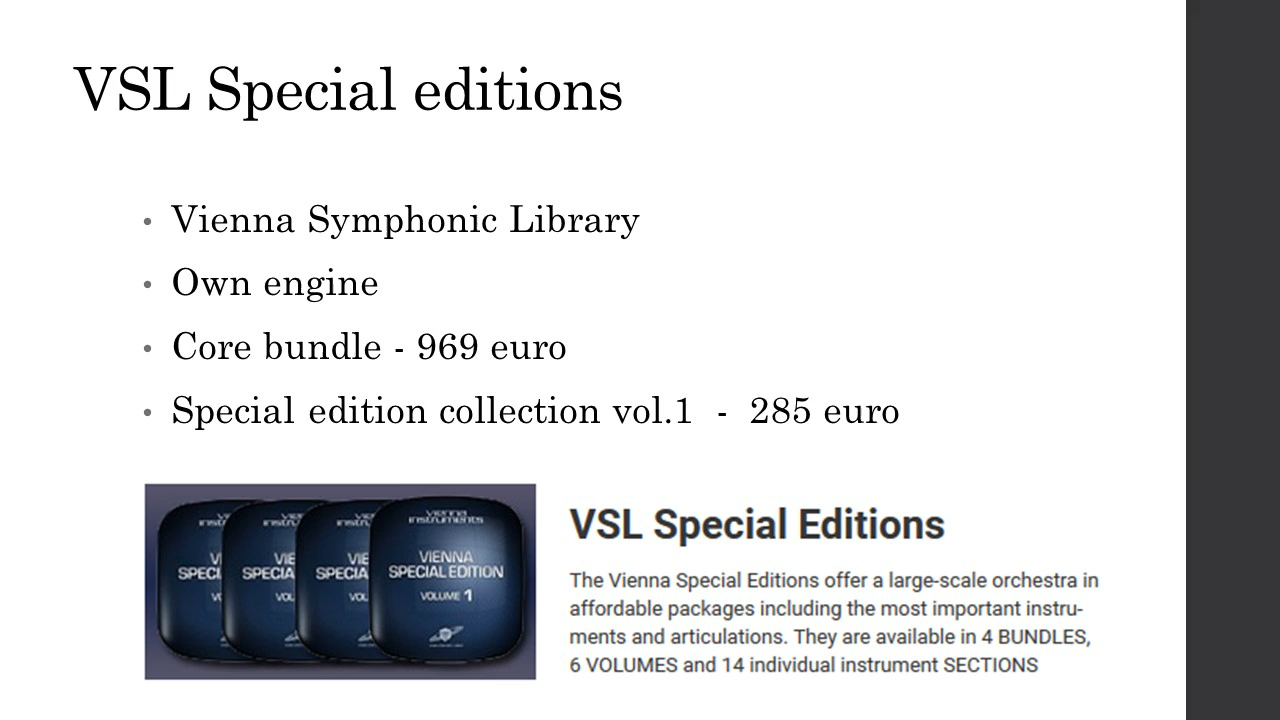 VSL Special editions
• Vienna Symphonic Library
• Own engine
• Core bundle - 969 euro
• Special edition collection vol.1 - 285 euro
vienna
instruments
VIENNA
SPECIAL EDITION
VOLUME 1
VSL Special Editions
The Vienna Special Editions offer a large-scale orchestra in
affordable packages including the most important instru-
ments and articulations. They are available in 4 BUNDLES,
6 VOLUMES and 14 individual instrument SECTIONS